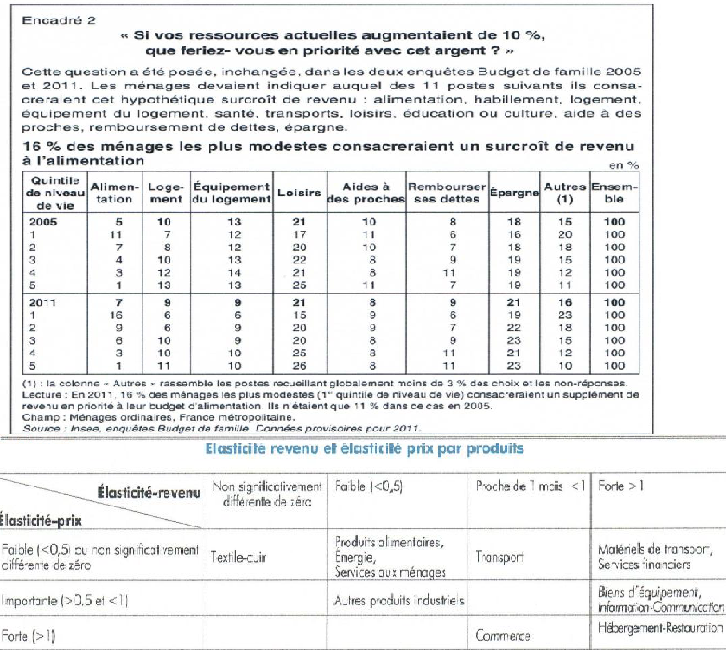 Encadré 2
« Si vos ressources actuelles augmentaient de 10 %,
que feriez- vous en priorité avec cet argent ? »
Cette question a été posée, inchangée, dans les deux enquêtes Budget de famille 2005
et 2011. Les ménages devaient indiquer auquel des 11 postes suivants ils consa-
creraient cet hypothétique surcroît de revenu : alimentation, habillement, logement,
équipement du logement, santé, transports, loisirs, éducation ou culture, aide à des
proches, remboursement de dettes, épargne.
16 % des ménages les plus modestes consacreraient un surcroît de revenu
à l'alimentation
en %
Quintile de niveau de vie Alimen-tation Loge-ment Équipement du logement Loisirs Aides à des proches Rembourser ses dettes Épargne Autres (1) Ensem-ble
2005 5 10 13 21 10 8 18 15 100
1 11 7 12 17 11 6 16 20 100
2 7 8 12 20 10 7 18 18 100
3 4 10 13 22 8 9 19 15 100
4 3 12 14 21 8 11 19 12 100
5 1 13 13 25 11 7 19 11 100
2011 7 9 9 21 8 9 21 16 100
1 16 6 6 15 9 6 19 23 100
2 9 6 9 20 9 7 22 18 100
3 6 10 9 20 8 9 23 15 100
4 3 10 10 25 8 11 21 12 100
5 1 11 10 26 8 11 23 10 100
(1) : la colonne « Autres » rassemble les postes recueillant globalement moins de 3 % des choix et les non-réponses.
Lecture : En 2011, 16 % des ménages les plus modestes (1er quintile de niveau de vie) consacreraient un supplément de
revenu en priorité à leur budget d'alimentation. Ils n'étaient que 11 % dans ce cas en 2005.
Champ : Ménages ordinaires, France métropolitaine.
Source : Insee, enquêtes Budget de famille. Données provisoires pour 2011.
Elasticité revenu et élasticité prix par produits
Élasticité-revenu
Élasticité-prix
Non significativement différente de zéro
Faible (<0,5)
Proche de 1 mais <1
Forte > 1
Faible (<0,5) ou non significativement différente de zéro
Textile-cuir
Produits alimentaires,
Énergie,
Services aux ménages
Transport
Matériels de transport,
Services financiers
Importante (>0,5 et <1)
Autres produits industriels
Biens d'équipement,
Information-Communication
Forte (>1)
Commerce
Hébergement-Restauration